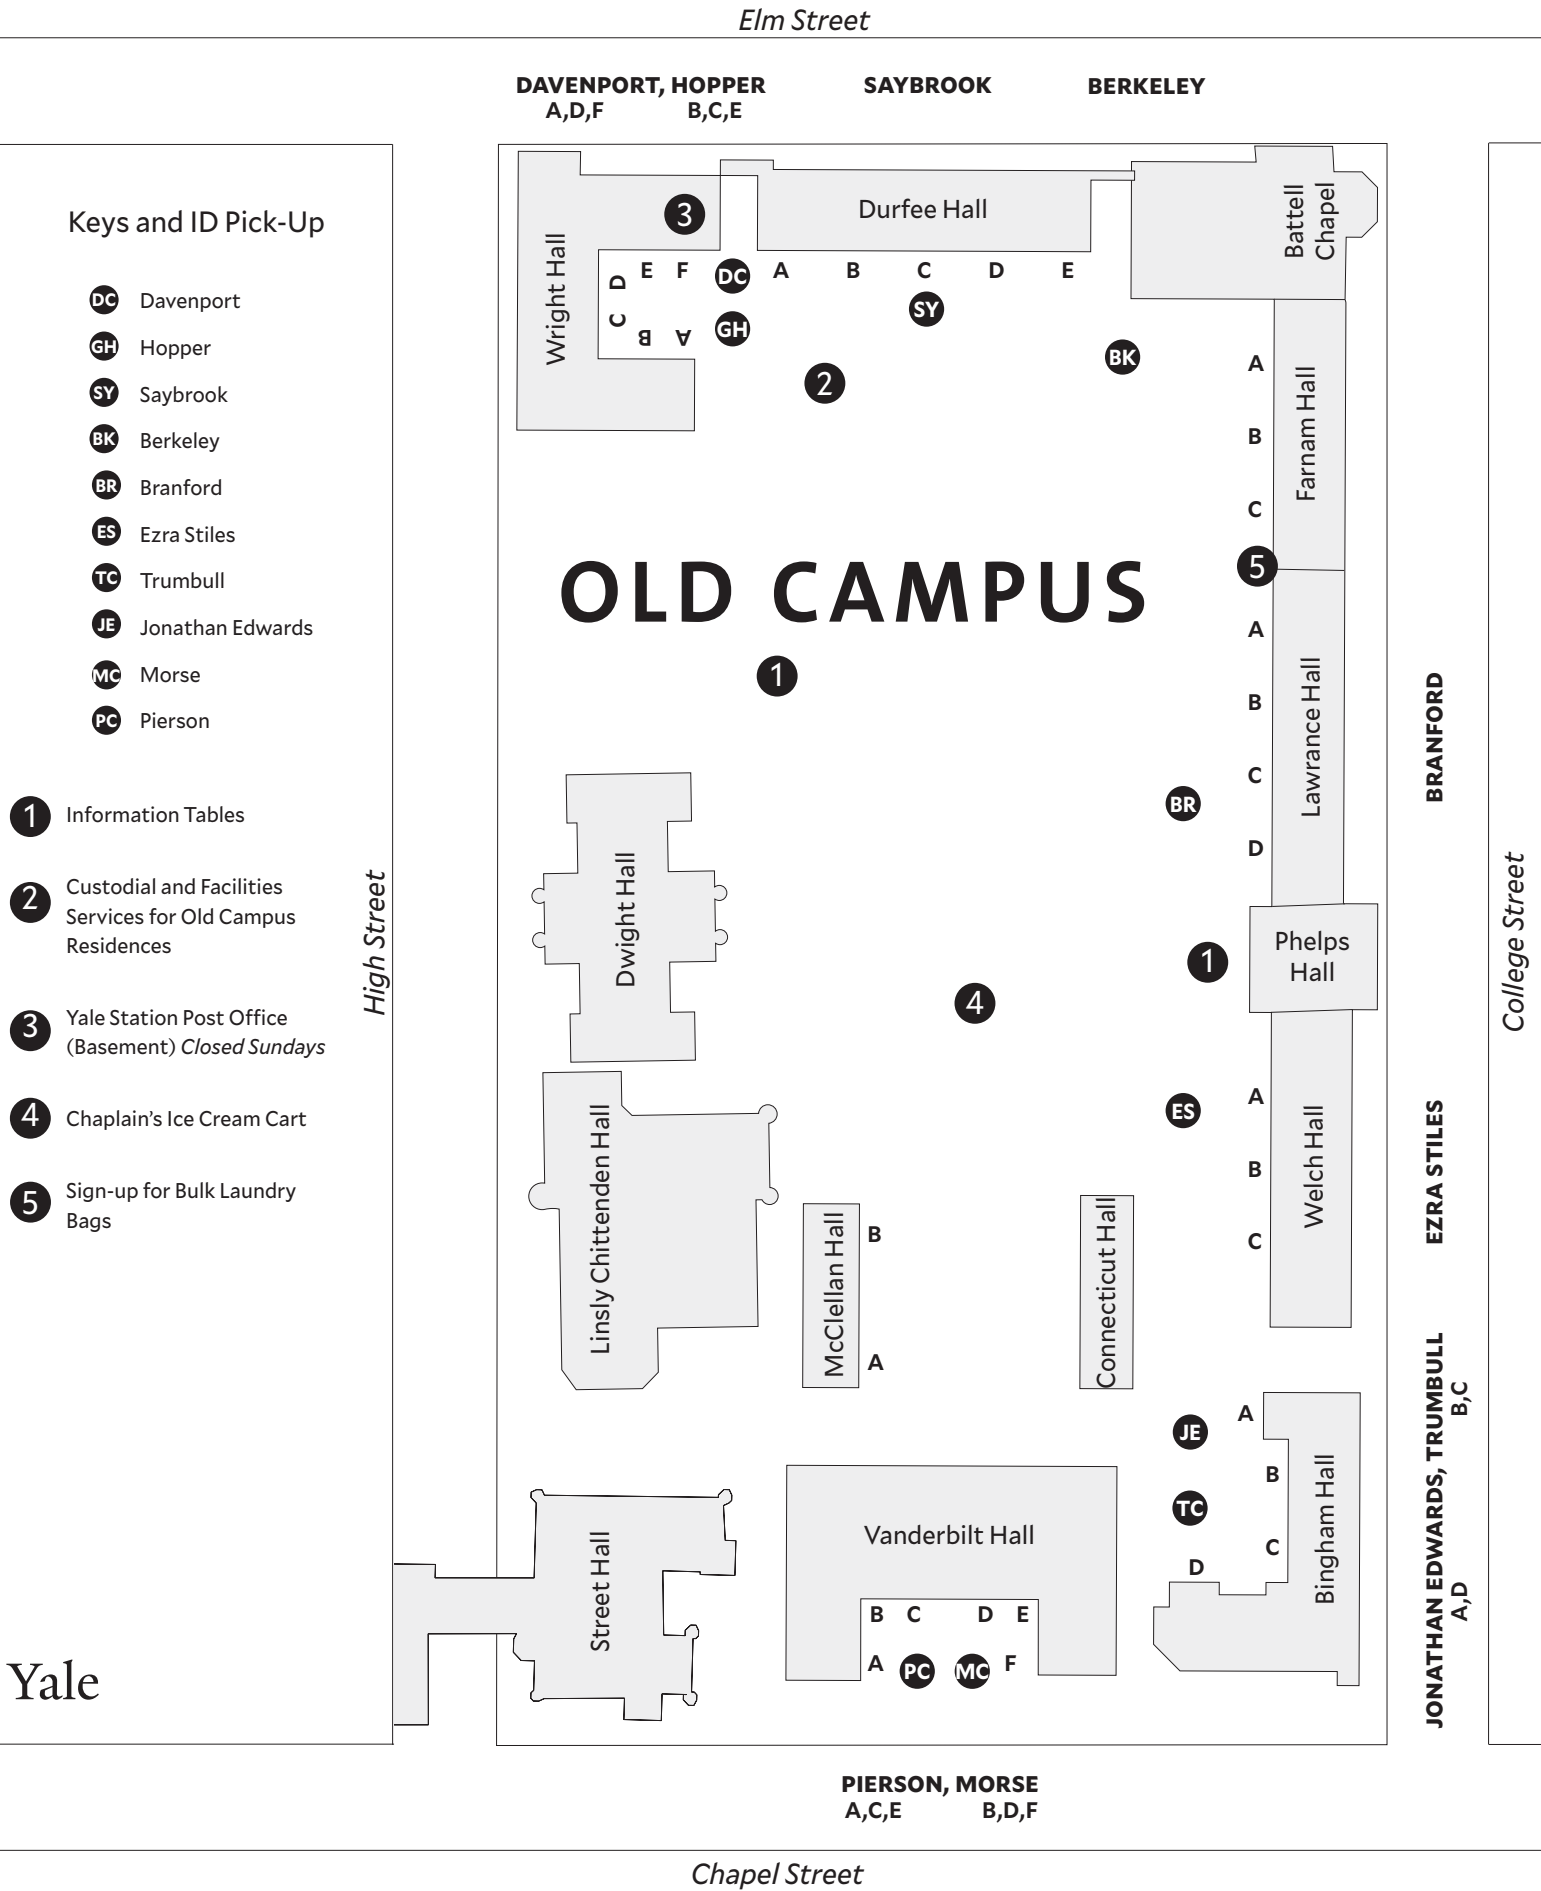 Elm Street
DAVENPORT, HOPPER
A,D,F
B,C,E
SAYBROOK
BERKELEY
Keys and ID Pick-Up
DC Davenport
GH Hopper
SY Saybrook
BK Berkeley
BR Branford
ES Ezra Stiles
TC Trumbull
JE Jonathan Edwards
MC Morse
PC Pierson
1 Information Tables
2 Custodial and Facilities
Services for Old Campus
Residences
3 Yale Station Post Office
(Basement) Closed Sundays
4 Chaplain's Ice Cream Cart
5 Sign-up for Bulk Laundry
Bags
Yale
High Street
Wright Hall
3
E F
D
C
B A
DC
GH
Durfee Hall
A B C D E
SY
2
BK
Battell
Chapel
Farnam Hall
A
B
C
5
OLD CAMPUS
1
Lawrance Hall
A
B
C
D
BR
BRANFORD
Dwight Hall
Phelps
Hall
1
4
College Street
Linsly Chittenden Hall
McClellan Hall
B
A
Connecticut Hall
ES
Welch Hall
A
B
C
EZRA STILES
JE
TC
Bingham Hall
A
B
C
D
JONATHAN EDWARDS, TRUMBULL
A,D
B,C
Street Hall
Vanderbilt Hall
B C D E
A PC MC F
PIERSON, MORSE
A,C,E
B,D,F
Chapel Street